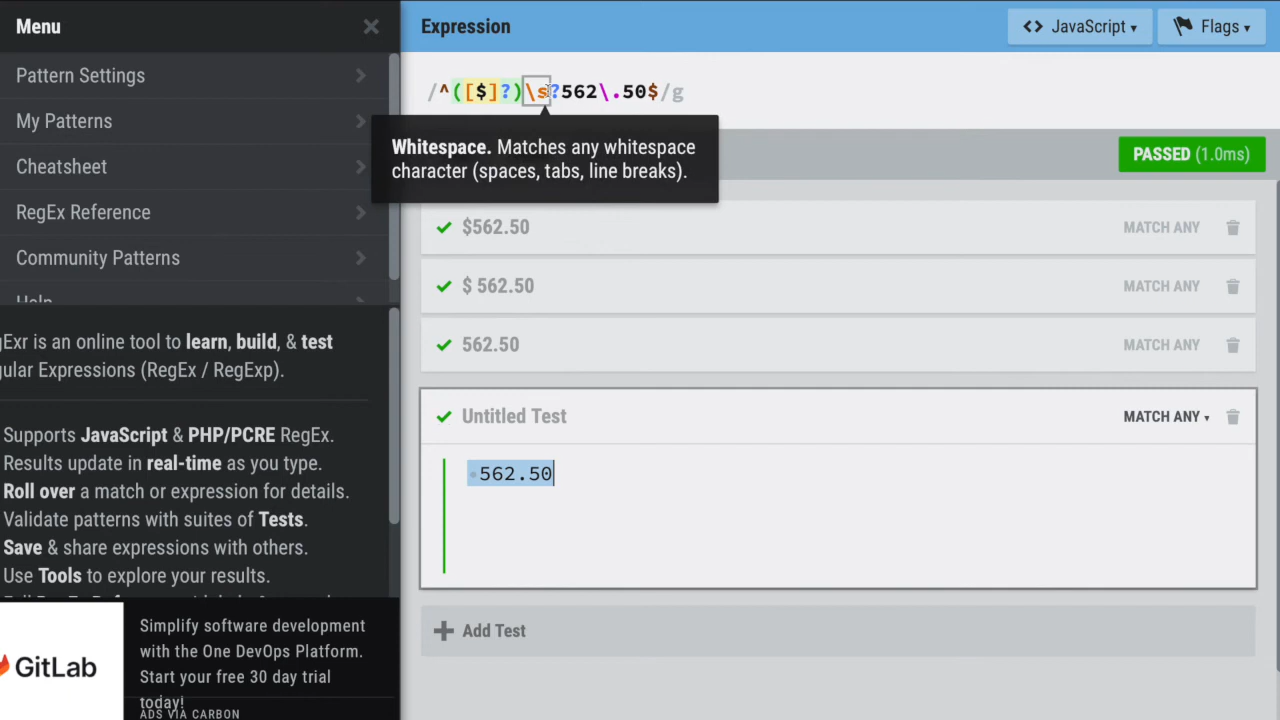 Menu
Pattern Settings
My Patterns
Cheatsheet
RegEx Reference
Community Patterns
Help
gExr is an online tool to learn, build, & test
gular Expressions (RegEx / RegExp).
Supports JavaScript & PHP/PCRE RegEx.
Results update in real-time as you type.
Roll over a match or expression for details.
Validate patterns with suites of Tests.
Save & share expressions with others.
Use Tools to explore your results.
GitLab
Simplify software development
with the One DevOps Platform.
Start your free 30 day trial
today!
ADS VIA CARBON
Expression
<> JavaScript
Flags
/^([$]?)\s?562\.50$/g
Whitespace. Matches any whitespace
character (spaces, tabs, line breaks).
PASSED (1.0ms)
$562.50 MATCH ANY
$ 562.50 MATCH ANY
562.50 MATCH ANY
Untitled Test MATCH ANY
562.50
Add Test